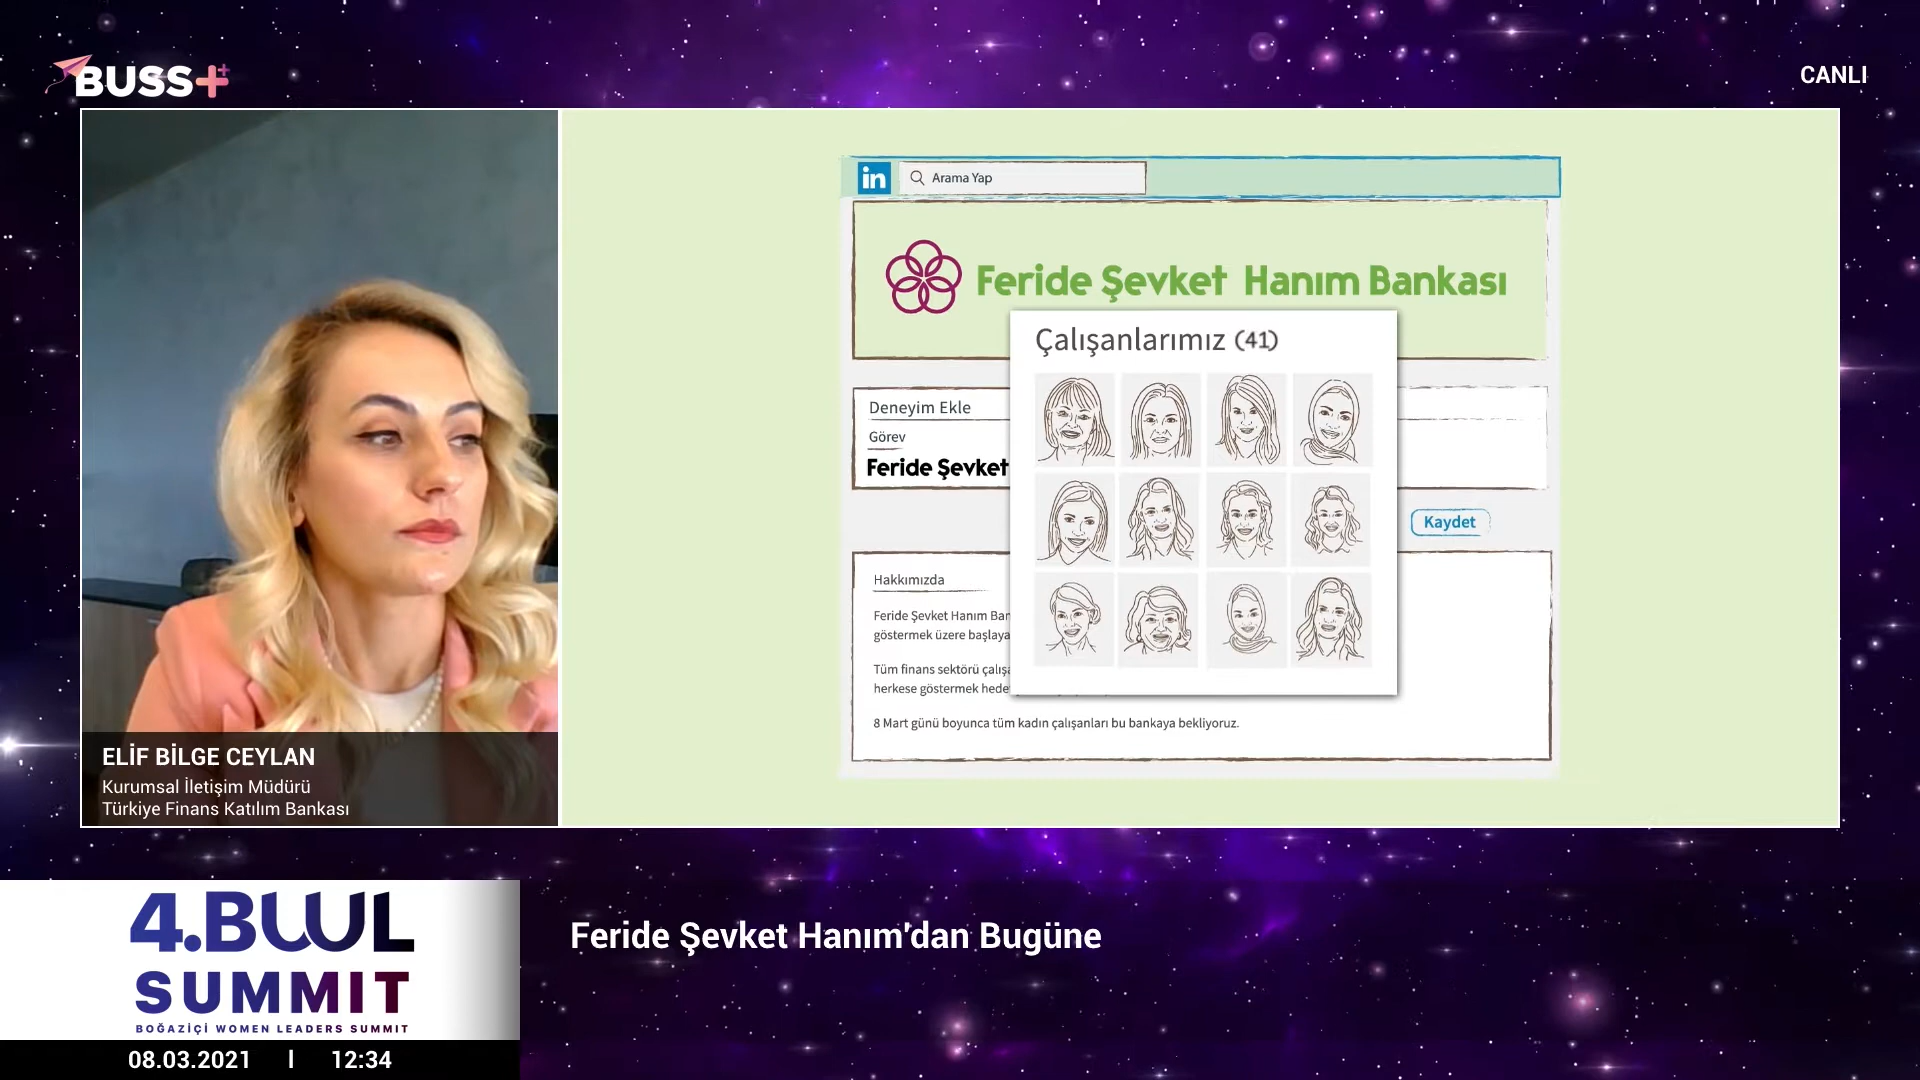 BUSS+
CANLI
in
Arama Yap
Feride Şevket Hanım Bankası
Çalışanlarımız (41)
Deneyim Ekle
Görev
Feride Şevket
Kaydet
Hakkımızda
Feride Şevket Hanım Ban
göstermek üzere başlaya
Tüm finans sektörü çalışa
herkese göstermek hede
8 Mart günü boyunca tüm kadın çalışanları bu bankaya bekliyoruz.
ELİF BİLGE CEYLAN
Kurumsal İletişim Müdürü
Türkiye Finans Katılım Bankası
4.BWL
SUMMIT
BOĞAZİÇİ WOMEN LEADERS SUMMIT
Feride Şevket Hanım'dan Bugüne
08.03.2021 | 12:34